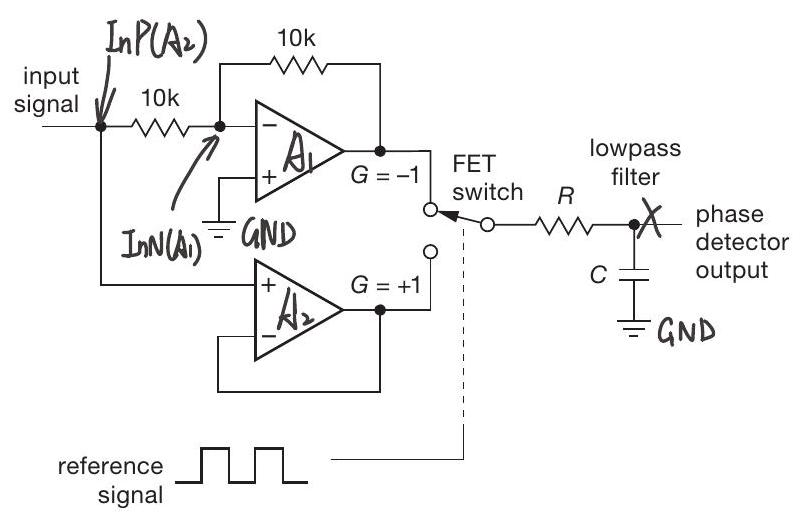 InP(A2)
10k
input
signal
10k
−
A1
+
G = −1
FET
switch
lowpass
filter
R
phase
detector
output
InN(A1)
GND
C
GND
+
A2
−
G = +1
reference
signal